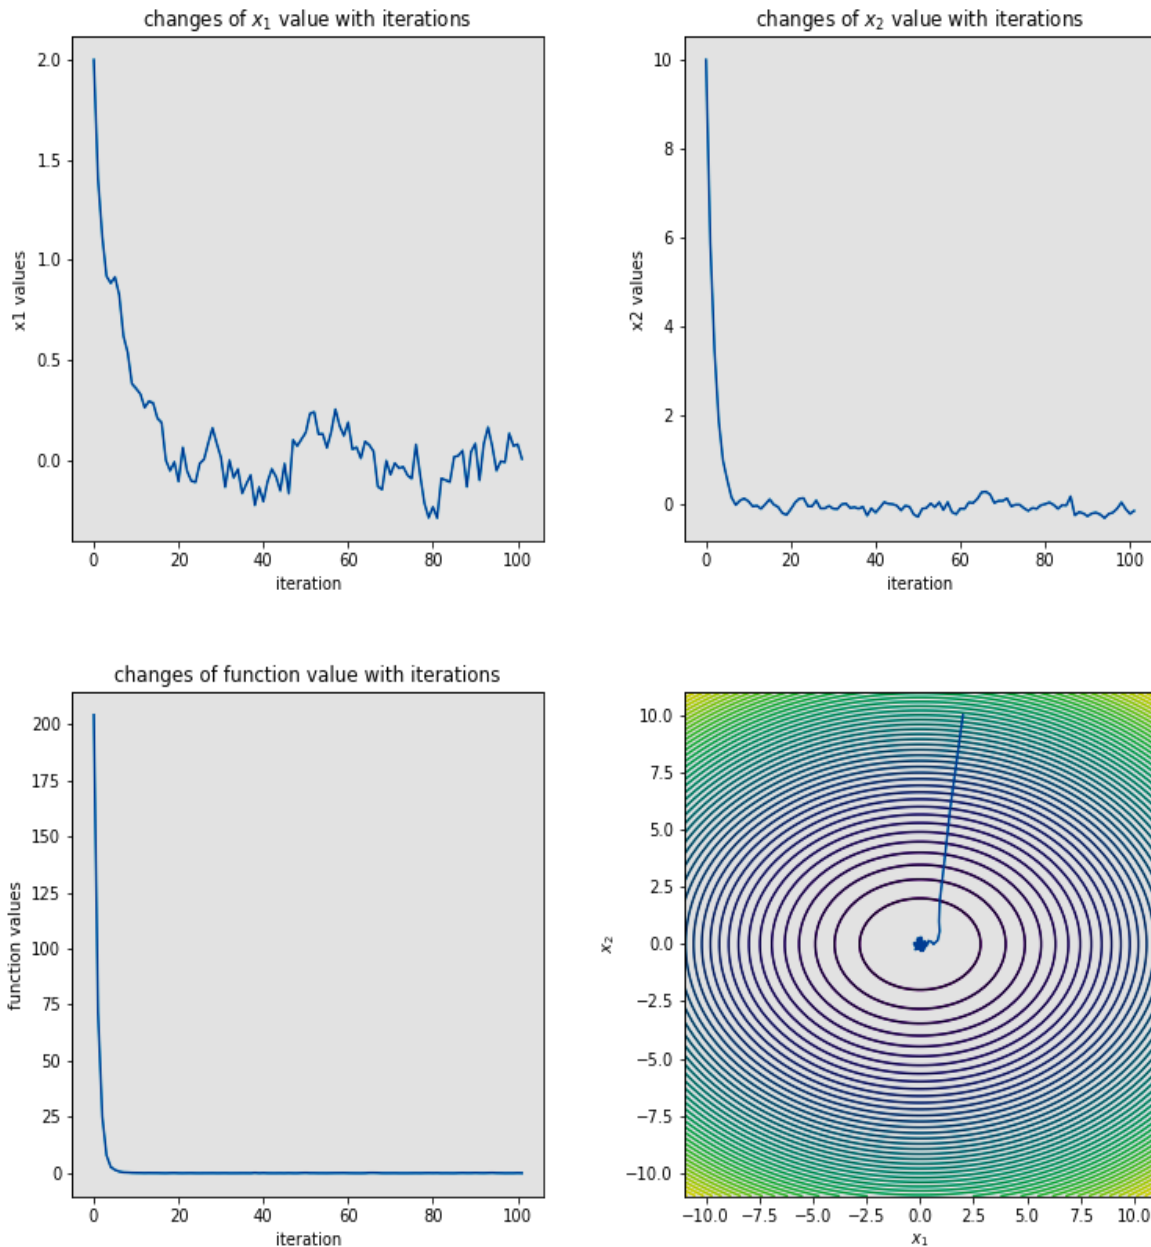 changes of x₁ value with iterations
2.0
1.5
1.0
0.5
0.0
x1 values
0 20 40 60 80 100
iteration
changes of x₂ value with iterations
10
8
6
4
2
0
x2 values
0 20 40 60 80 100
iteration
changes of function value with iterations
200
175
150
125
100
75
50
25
0
function values
0 20 40 60 80 100
iteration
10.0
7.5
5.0
2.5
0.0
−2.5
−5.0
−7.5
−10.0
x₂
−10.0 −7.5 −5.0 −2.5 0.0 2.5 5.0 7.5 10.0
x₁